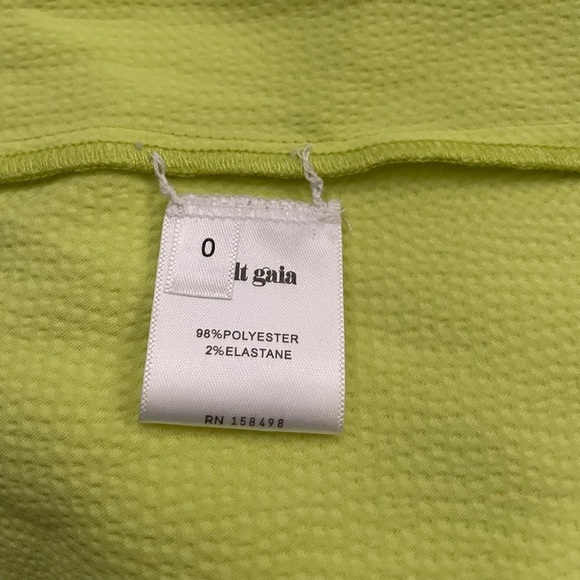 0
lt gaia
98%POLYESTER
2%ELASTANE
RN 158498